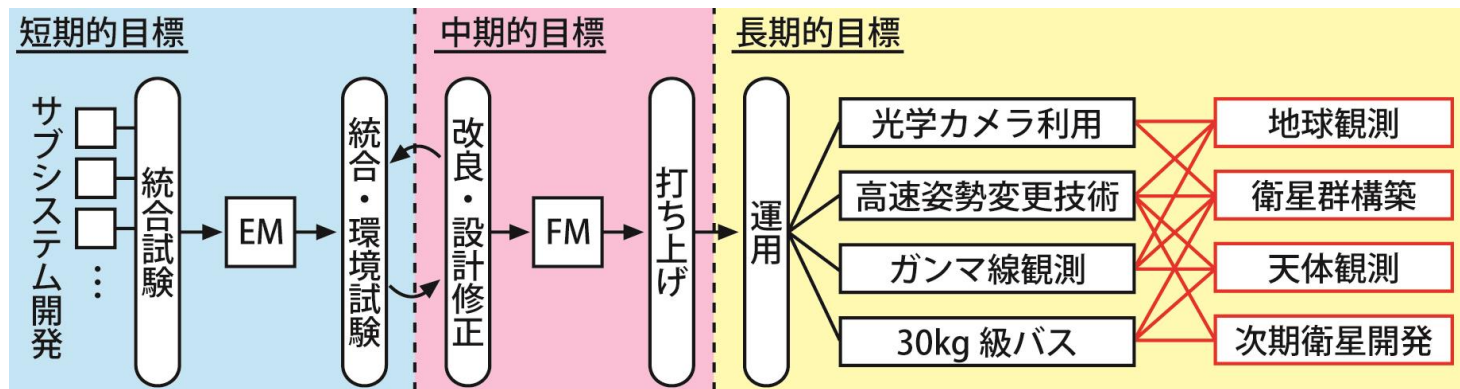 短期的目標
サブシステム開発
…
統合試験
EM
統合・環境試験
中期的目標
改良・設計修正
FM
打ち上げ
長期的目標
運用
光学カメラ利用
高速姿勢変更技術
ガンマ線観測
30kg 級バス
地球観測
衛星群構築
天体観測
次期衛星開発